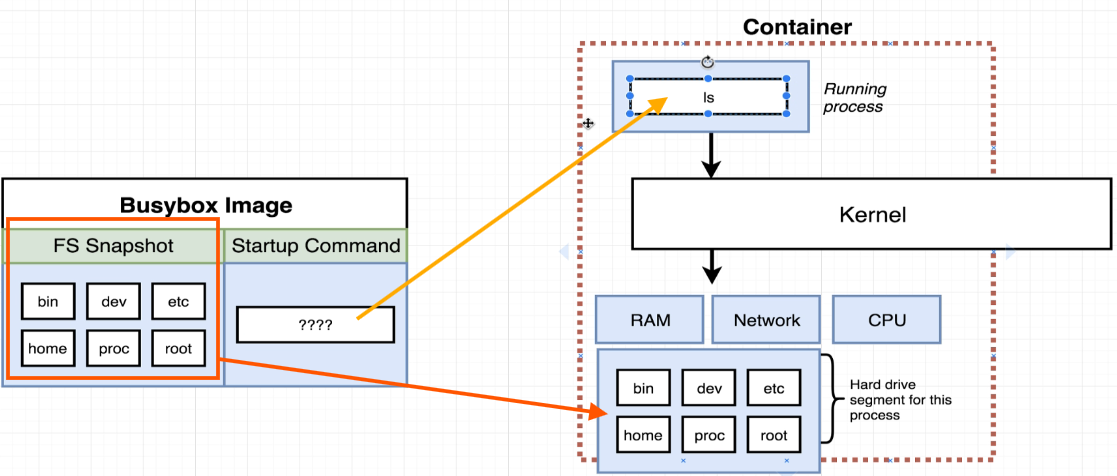 Container
ls
Running
process
Busybox Image
Kernel
FS Snapshot
Startup Command
bin
dev
etc
????
home
proc
root
RAM
Network
CPU
bin
dev
etc
home
proc
root
Hard drive
segment for this
process